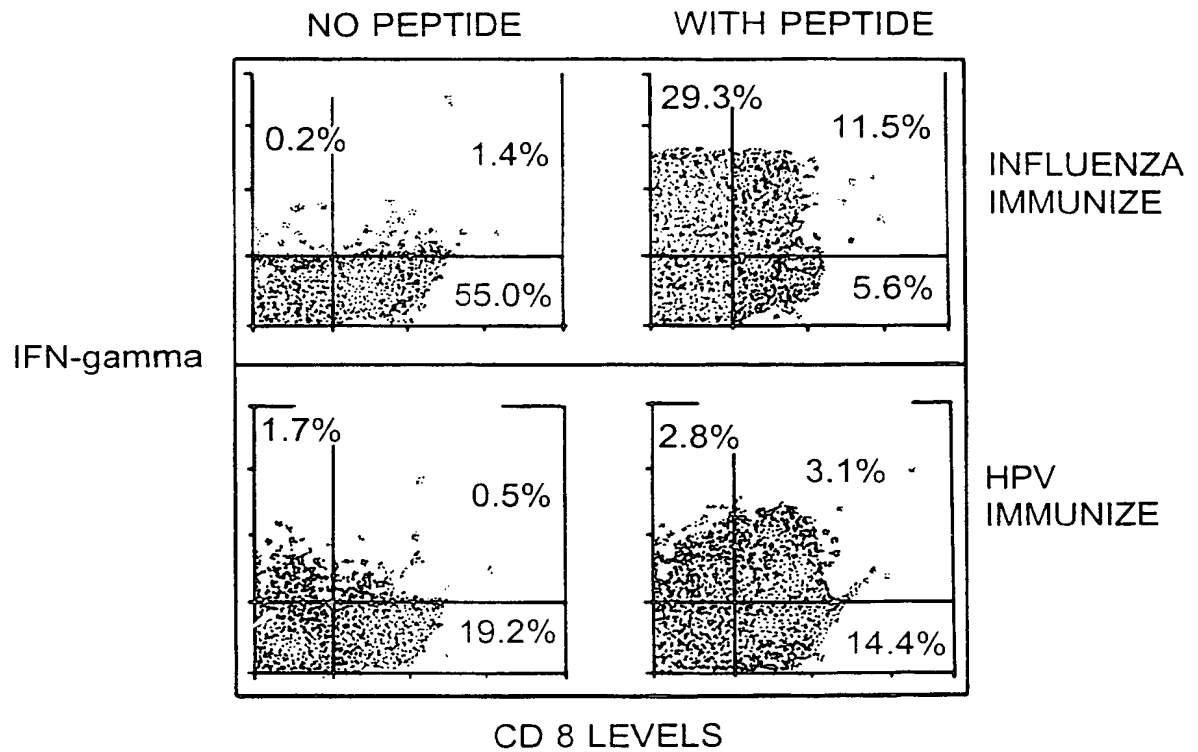 NO PEPTIDE
WITH PEPTIDE
0.2%
1.4%
55.0%
29.3%
11.5%
5.6%
INFLUENZA
IMMUNIZE
IFN-gamma
1.7%
0.5%
19.2%
2.8%
3.1%
14.4%
HPV
IMMUNIZE
CD 8 LEVELS